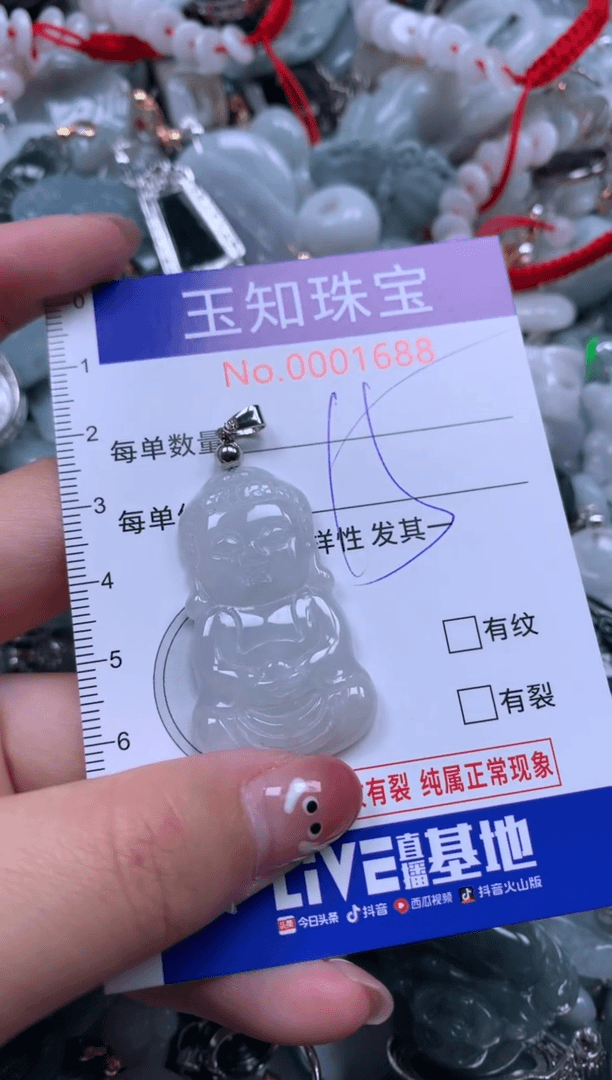 玉知珠宝
No.0001688
0
1
每单数量
2
3
每单
样性 发其一
4
有纹
5
有裂
6
有裂 纯属正常现象
LIVE直播基地
今日头条 抖音 西瓜视频 抖音火山版